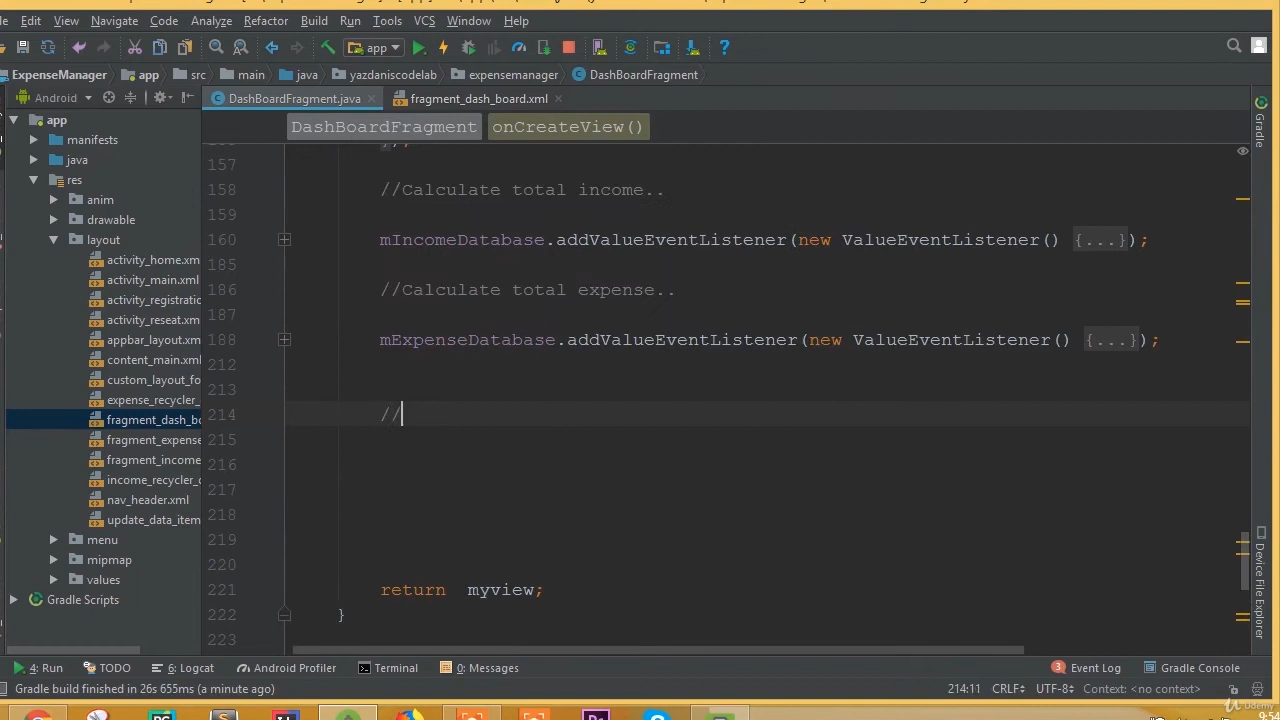 Edit View Navigate Code Analyze Refactor Build Run Tools VCS Window Help
app
ExpenseManager app src main java yazdaniscodelab expensemanager DashBoardFragment
Android DashBoardFragment.java fragment_dash_board.xml
DashBoardFragment onCreateView()
app
manifests
java
res
anim
drawable
layout
activity_home.xm
activity_main.xml
activity_registratic
activity_reseat.xml
appbar_layout.xm
content_main.xml
custom_layout_fo
expense_recycler_
fragment_dash_bo
fragment_expense
fragment_income
income_recycler_c
nav_header.xml
update_data_item
menu
mipmap
values
Gradle Scripts
157
158 //Calculate total income..
159
160 mIncomeDatabase.addValueEventListener(new ValueEventListener() {...});
185
186 //Calculate total expense..
187
188 mExpenseDatabase.addValueEventListener(new ValueEventListener() {...});
212
213
214 //
215
216
217
218
219
220
221 return myview;
222 }
223
Gradle
Device File Explorer
4: Run TODO 6: Logcat Android Profiler Terminal 0: Messages 3 Event Log Gradle Console
Gradle build finished in 26s 655ms (a minute ago) 214:11 CRLF UTF-8 Context: <no context>
Udemy
9:54